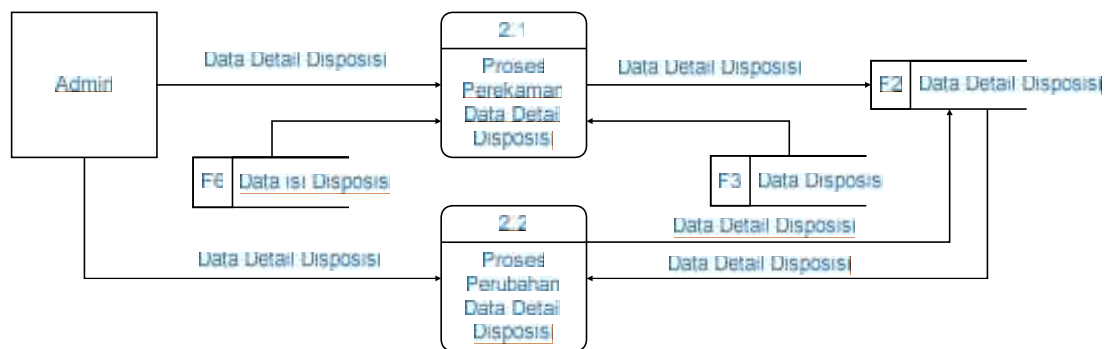 2.1
Data Detail Disposisi
Data Detail Disposisi
Admin
Proses
Perekaman
Data Detail
Disposisi
F2 Data Detail Disposisi
F6 Data isi Disposisi
F3 Data Disposisi
2.2
Data Detail Disposisi
Data Detail Disposisi
Proses
Perubahan
Data Detail
Disposisi
Data Detail Disposisi